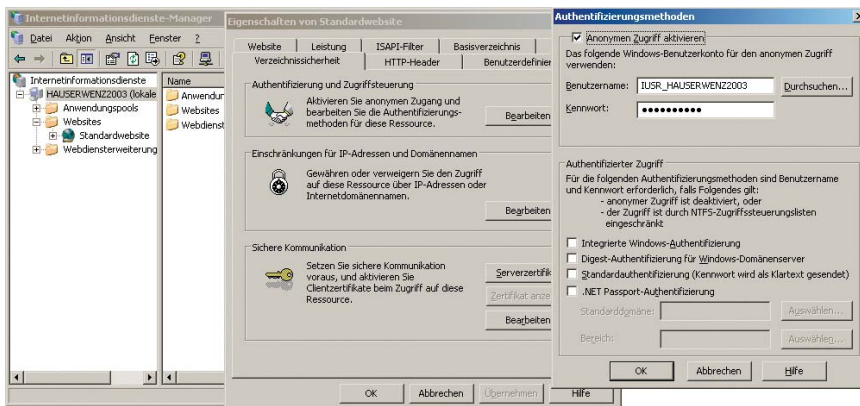 Internetinformationsdienste-Manager
Datei Aktion Ansicht Fenster ?
Internetinformationsdienste
HAUSERWENZ2003 (lokale
Anwendungspools
Websites
Standardwebsite
Webdiensterweiterung
Name
Anwendun
Websites
Webdienst
Eigenschaften von Standardwebsite
Website Leistung ISAPI-Filter Basisverzeichnis
Verzeichnissicherheit HTTP-Header Benutzerdefinier
Authentifizierung und Zugriffsteuerung
Aktivieren Sie anonymen Zugang und
bearbeiten Sie die Authentifizierungs-
methoden für diese Ressource.
Bearbeiten
Einschränkungen für IP-Adressen und Domänennamen
Gewähren oder verweigern Sie den Zugriff
auf diese Ressource über IP-Adressen oder
Internetdomänennamen.
Bearbeiten
Sichere Kommunikation
Setzen Sie sichere Kommunikation
voraus, und aktivieren Sie
Clientzertifikate beim Zugriff auf diese
Ressource.
Serverzertifik
Zertifikat anze
Bearbeiten
OK Abbrechen Übernehmen Hilfe
Authentifizierungsmethoden
Anonymen Zugriff aktivieren
Das folgende Windows-Benutzerkonto für den anonymen Zugriff
verwenden:
Benutzername: IUSR_HAUSERWENZ2003 Durchsuchen...
Kennwort: ●●●●●●●●●●
Authentifizierter Zugriff
Für die folgenden Authentifizierungsmethoden sind Benutzername
und Kennwort erforderlich, falls Folgendes gilt:
- anonymer Zugriff ist deaktiviert, oder
- der Zugriff ist durch NTFS-Zugriffssteuerungslisten
eingeschränkt
Integrierte Windows-Authentifizierung
Digest-Authentifizierung für Windows-Domänenserver
Standardauthentifizierung (Kennwort wird als Klartext gesendet)
.NET Passport-Authentifizierung
Standarddomäne: Auswählen...
Bereich: Auswählen...
OK Abbrechen Hilfe